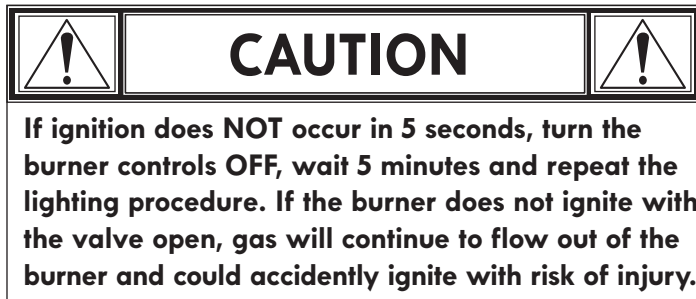 CAUTION
If ignition does NOT occur in 5 seconds, turn the
burner controls OFF, wait 5 minutes and repeat the
lighting procedure. If the burner does not ignite with
the valve open, gas will continue to flow out of the
burner and could accidently ignite with risk of injury.